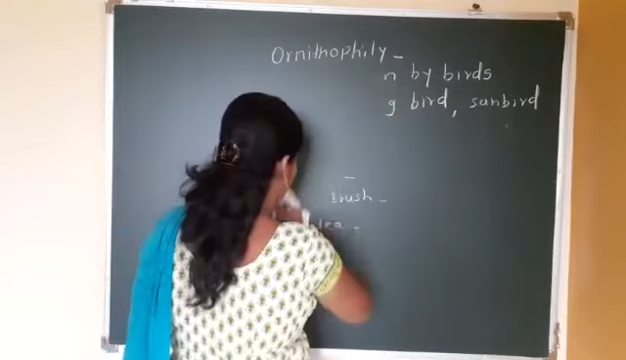 Ornithophily -
n by birds
g bird, sunbird
brush -